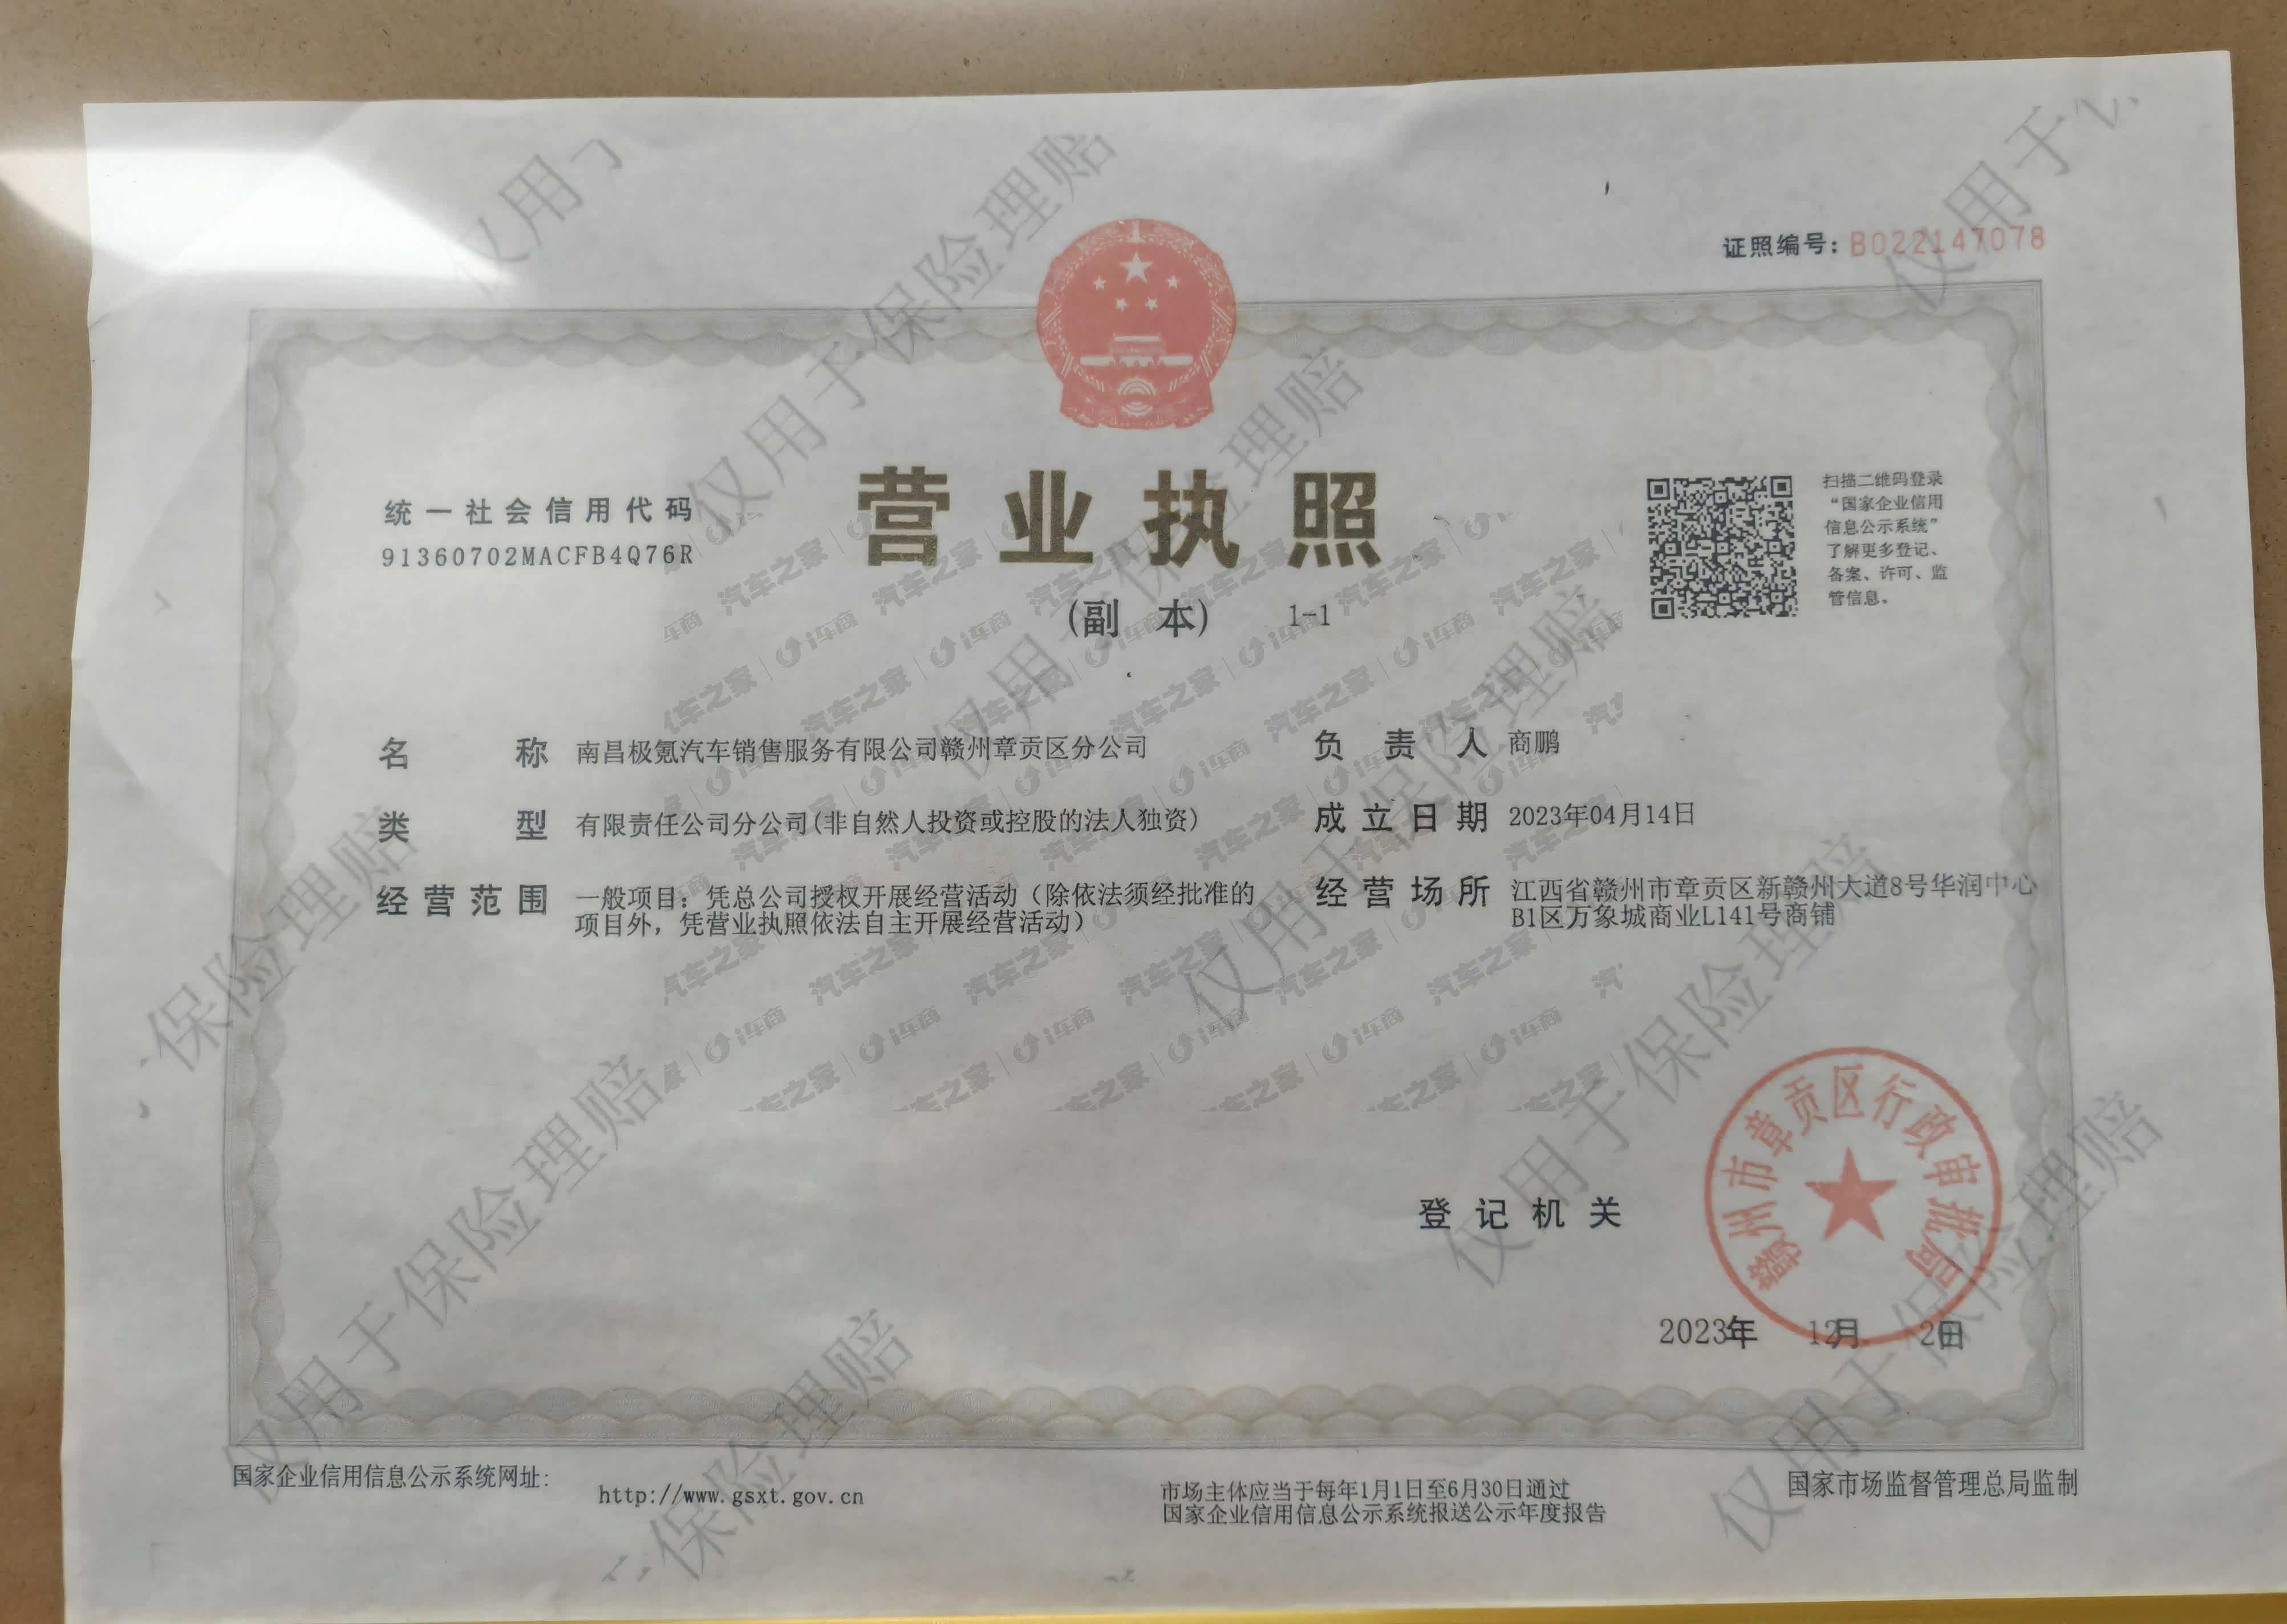 证照编号：B022147078
统一社会信用代码
91360702MACFB4Q76R
营业执照
(副 本) 1-1
扫描二维码登录
“国家企业信用
信息公示系统”
了解更多登记、
备案、许可、监
管信息。
名 称 南昌极氪汽车销售服务有限公司赣州章贡区分公司
类 型 有限责任公司分公司(非自然人投资或控股的法人独资)
经营范围 一般项目：凭总公司授权开展经营活动（除依法须经批准的
项目外，凭营业执照依法自主开展经营活动）
负 责 人 商鹏
成立日期 2023年04月14日
经营场所 江西省赣州市章贡区新赣州大道8号华润中心
B1区万象城商业L141号商铺
登记机关
赣州市章贡区行政审批局
2023年 12月
国家企业信用信息公示系统网址:
http://www.gsxt.gov.cn
市场主体应当于每年1月1日至6月30日通过
国家企业信用信息公示系统报送公示年度报告
国家市场监督管理总局监制
仅用于保险理赔
汽车之家
i车商